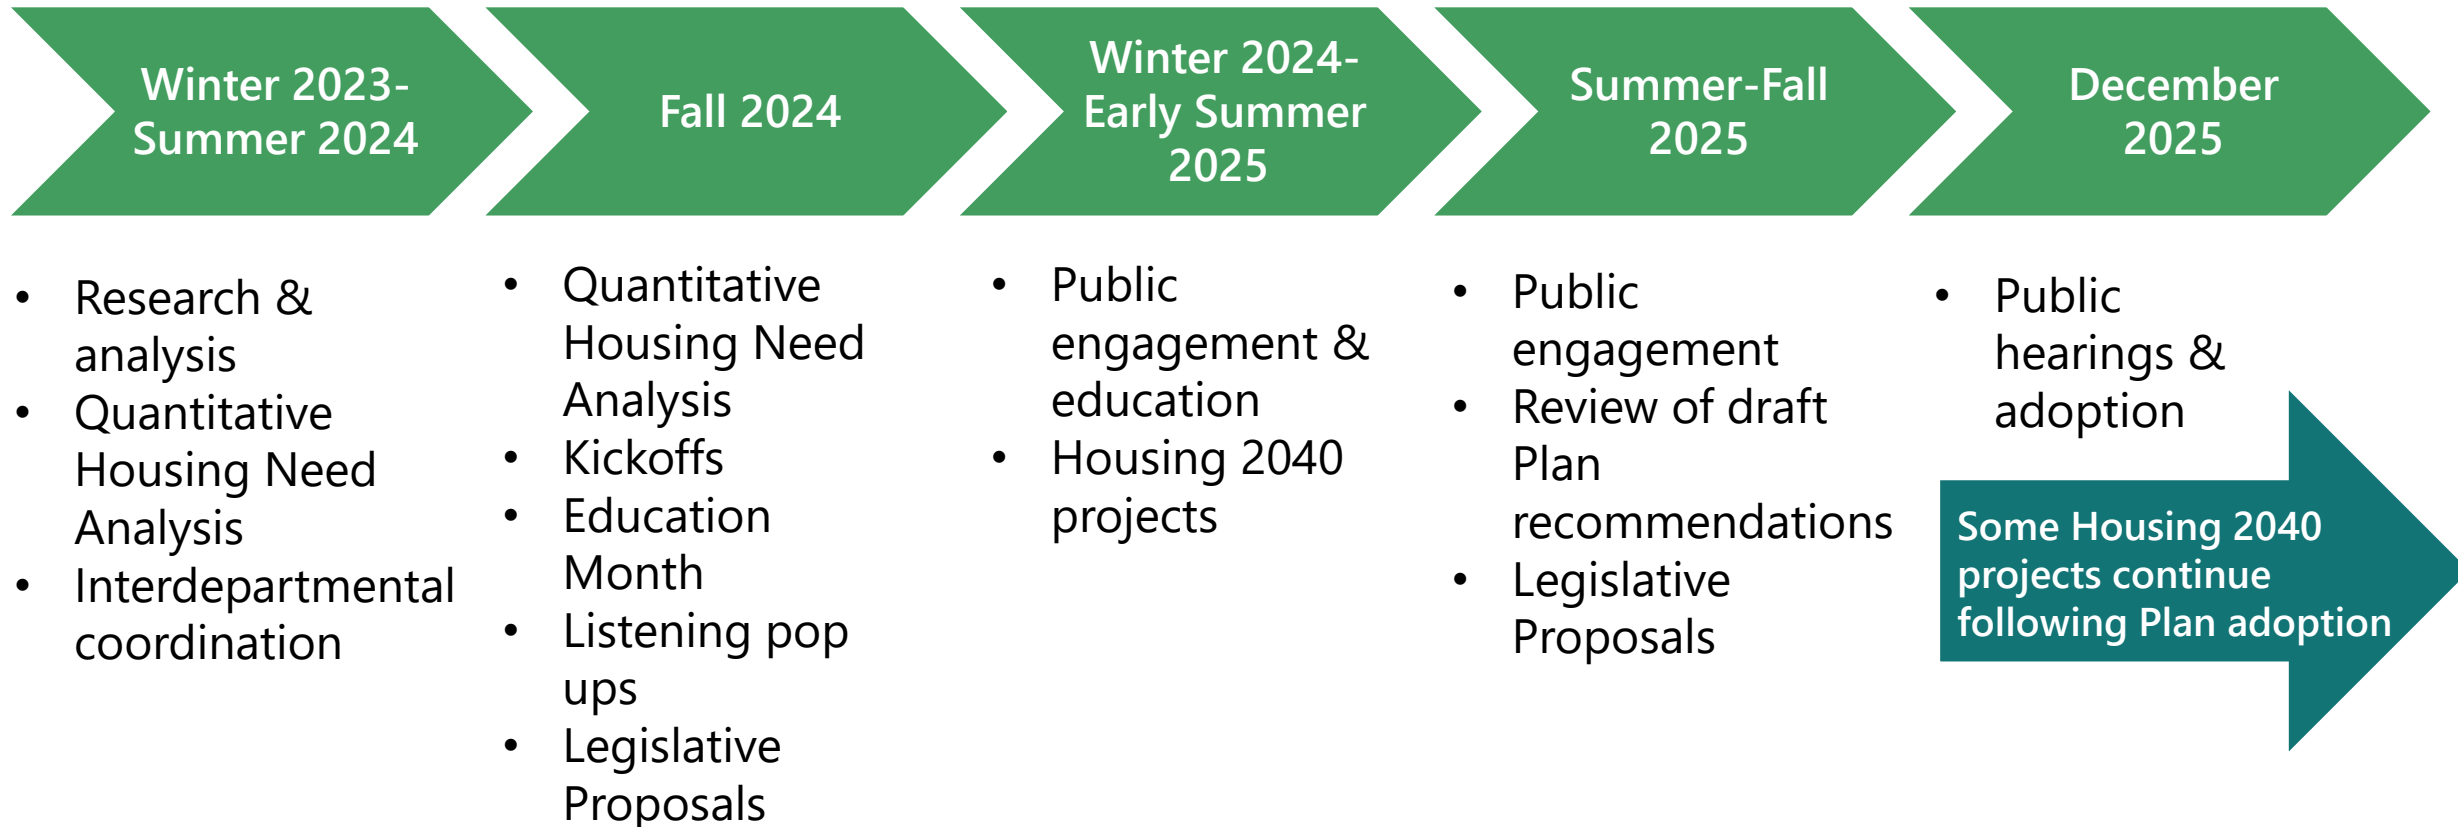 Winter 2023-
Summer 2024
Fall 2024
Winter 2024-
Early Summer
2025
Summer-Fall
2025
December
2025
• Research &
analysis
• Quantitative
Housing Need
Analysis
• Interdepartmental
coordination
• Quantitative
Housing Need
Analysis
• Kickoffs
• Education
Month
• Listening pop
ups
• Legislative
Proposals
• Public
engagement &
education
• Housing 2040
projects
• Public
engagement
• Review of draft
Plan
recommendations
• Legislative
Proposals
• Public
hearings &
adoption
Some Housing 2040
projects continue
following Plan adoption